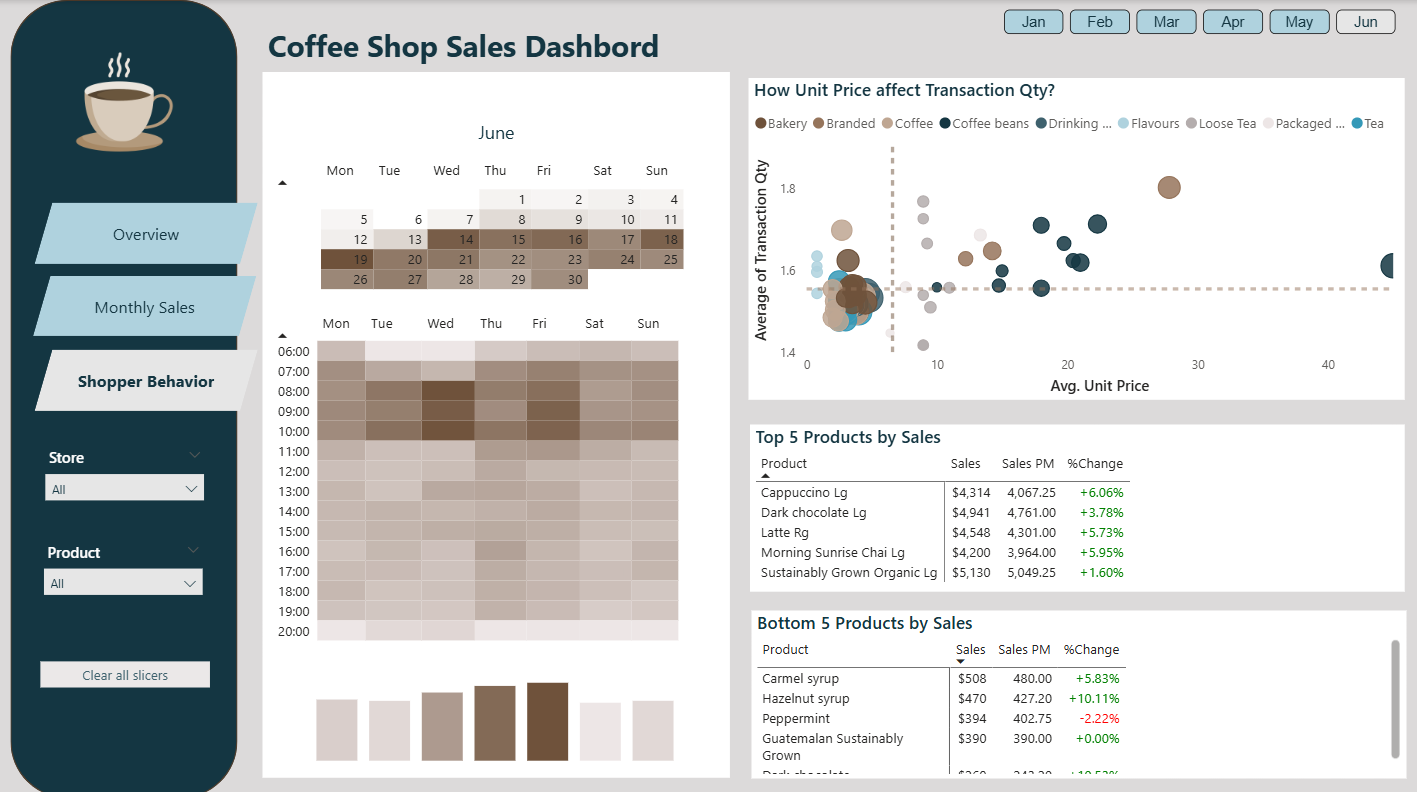 Jan Feb Mar Apr May Jun
Coffee Shop Sales Dashbord
Overview
Monthly Sales
Shopper Behavior
Store
All
Product
All
Clear all slicers
June
Mon Tue Wed Thu Fri Sat Sun
1 2 3 4
5 6 7 8 9 10 11
12 13 14 15 16 17 18
19 20 21 22 23 24 25
26 27 28 29 30
Mon Tue Wed Thu Fri Sat Sun
06:00
07:00
08:00
09:00
10:00
11:00
12:00
13:00
14:00
15:00
16:00
17:00
18:00
19:00
20:00
How Unit Price affect Transaction Qty?
Bakery Branded Coffee Coffee beans Drinking ... Flavours Loose Tea Packaged ... Tea
Average of Transaction Qty
1.8
1.6
1.4
0 10 20 30 40
Avg. Unit Price
Top 5 Products by Sales
Product Sales Sales PM %Change
Cappuccino Lg $4,314 4,067.25 +6.06%
Dark chocolate Lg $4,941 4,761.00 +3.78%
Latte Rg $4,548 4,301.00 +5.73%
Morning Sunrise Chai Lg $4,200 3,964.00 +5.95%
Sustainably Grown Organic Lg $5,130 5,049.25 +1.60%
Bottom 5 Products by Sales
Product Sales Sales PM %Change
Carmel syrup $508 480.00 +5.83%
Hazelnut syrup $470 427.20 +10.11%
Peppermint $394 402.75 -2.22%
Guatemalan Sustainably $390 390.00 +0.00%
Grown
Dark chocolate